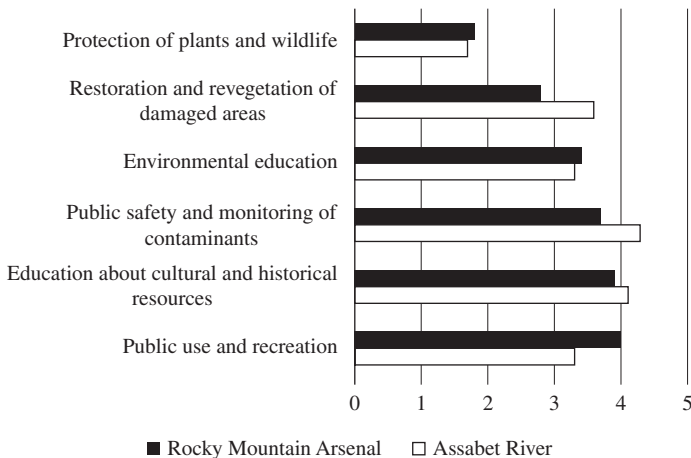 Protection of plants and wildlife
Restoration and revegetation of
damaged areas
Environmental education
Public safety and monitoring of
contaminants
Education about cultural and historical
resources
Public use and recreation
0 1 2 3 4 5
Rocky Mountain Arsenal Assabet River